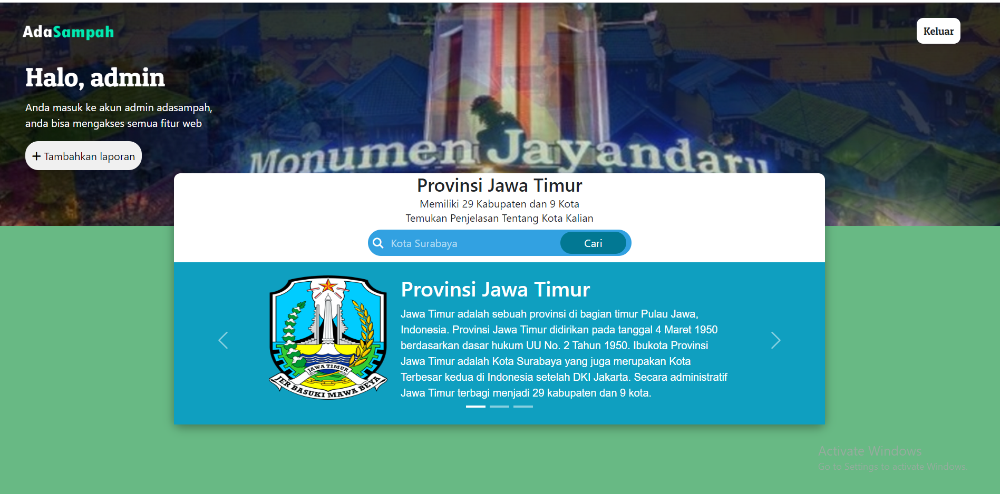 AdaSampah
Keluar
Halo, admin
Anda masuk ke akun admin adasampah,
anda bisa mengakses semua fitur web
+ Tambahkan laporan
Monumen Jayandaru
Provinsi Jawa Timur
Memiliki 29 Kabupaten dan 9 Kota
Temukan Penjelasan Tentang Kota Kalian
Kota Surabaya
Cari
JAWA TIMUR
JER BASUKI MAWA BEYA
Provinsi Jawa Timur
Jawa Timur adalah sebuah provinsi di bagian timur Pulau Jawa,
Indonesia. Provinsi Jawa Timur didirikan pada tanggal 4 Maret 1950
berdasarkan dasar hukum UU No. 2 Tahun 1950. Ibukota Provinsi
Jawa Timur adalah Kota Surabaya yang juga merupakan Kota
Terbesar kedua di Indonesia setelah DKI Jakarta. Secara administratif
Jawa Timur terbagi menjadi 29 kabupaten dan 9 kota.
Activate Windows
Go to Settings to activate Windows.